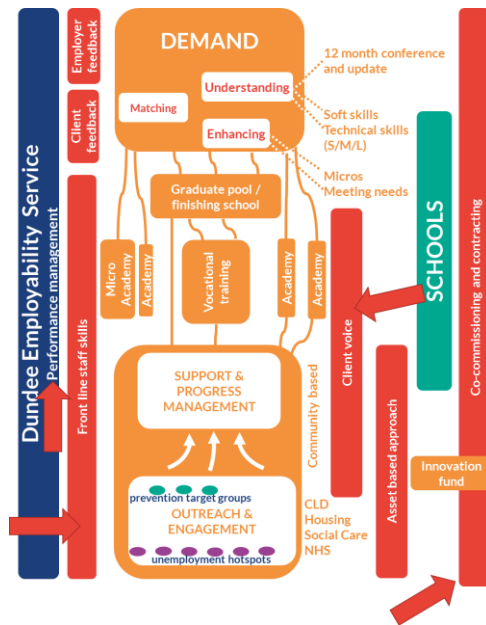 Dundee Employability Service
Performance management
Employer
feedback
Client
feedback
Front line staff skills
DEMAND
Understanding
Matching
Enhancing
12 month conference
and update
Soft skills
Technical skills
(S/M/L)
Micros
Meeting needs
Graduate pool /
finishing school
Micro
Academy
Academy
Vocational
training
Academy
Academy
SUPPORT &
PROGRESS
MANAGEMENT
Community based
prevention target groups
OUTREACH &
ENGAGEMENT
unemployment hotspots
CLD
Housing
Social Care
NHS
Client voice
Asset based approach
SCHOOLS
Innovation
fund
Co-commissioning and contracting